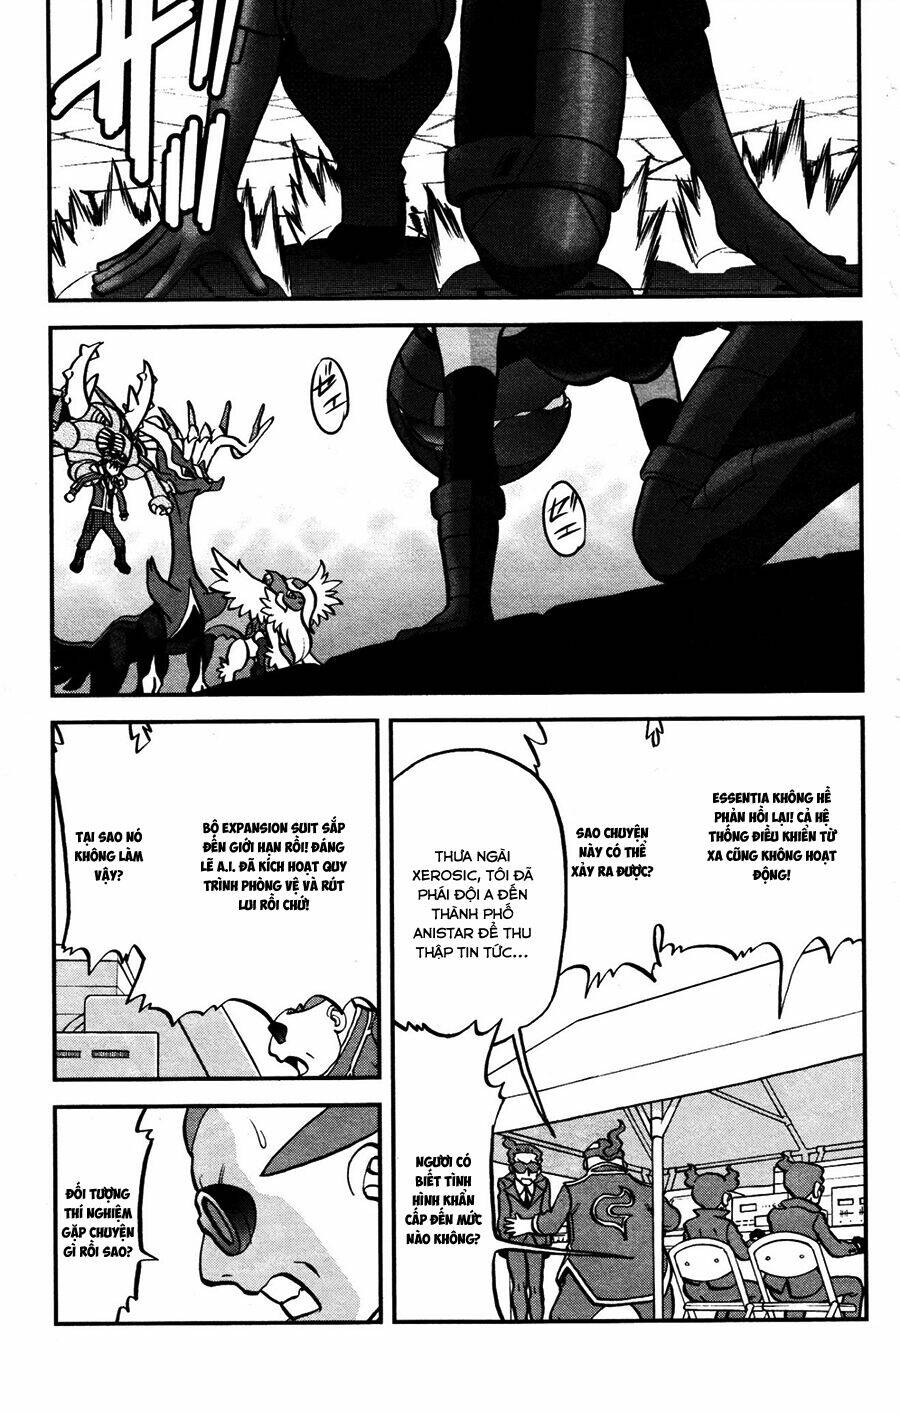 ゼェ
ゼェ
ESSENTIA KHÔNG HỀ
PHẢN HỒI LẠI! CẢ HỆ
THỐNG ĐIỀU KHIỂN TỪ
XA CŨNG KHÔNG HOẠT
ĐỘNG!
SAO CHUYỆN
NÀY CÓ THỂ
XẢY RA ĐƯỢC?
THƯA NGÀI
XEROSIC, TÔI ĐÃ
PHÁI ĐỘI A ĐẾN
THÀNH PHỐ
ANISTAR ĐỂ THU
THẬP TIN TỨC...
NGƯƠI CÓ
BIẾT TÌNH
HÌNH KHẨN
CẤP ĐẾN MỨC
NÀO KHÔNG?
BỘ EXPANSION SUIT SẮP
ĐẾN GIỚI HẠN RỒI! ĐÁNG
LẼ A.I. ĐÃ KÍCH HOẠT QUY
TRÌNH PHÒNG VỆ VÀ RÚT
LUI RỒI CHỨ!
TẠI SAO NÓ
KHÔNG LÀM
VẬY?
ĐỐI TƯỢNG
THÍ NGHIỆM
GẶP CHUYỆN
GÌ RỒI SAO?